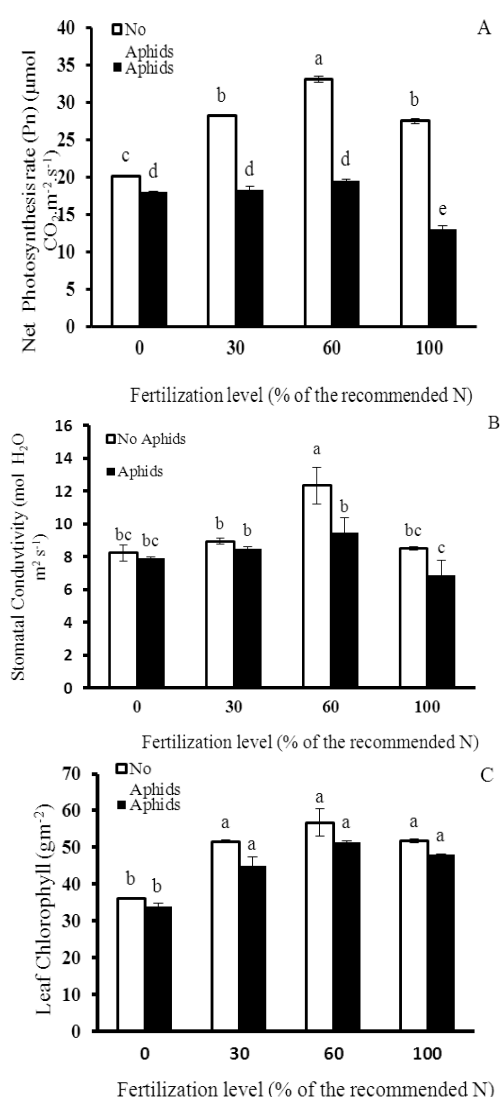 A
No
Aphids
Aphids
Net Photosynthesis rate (Pn) (μmol
CO₂.m⁻².s⁻¹)
40
35
30
25
20
15
10
5
0
c
d
b
d
a
d
b
e
0 30 60 100
Fertilization level (% of the recommended N)
B
No Aphids
Aphids
Stomatal Conduvtivity (mol H₂O
m² s⁻¹)
16
14
12
10
8
6
4
2
0
bc bc
b b
a
b
bc
c
0 30 60 100
Fertilization level (% of the recommended N)
C
No
Aphids
Aphids
Leaf Chlorophyll (gm⁻²)
70
60
50
40
30
20
10
0
b b
a
a
a
a
a
a
0 30 60 100
Fertilization level (% of the recommended N)